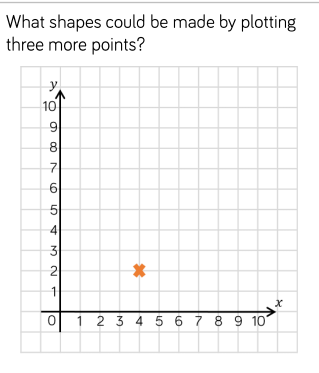 What shapes could be made by plotting
three more points?
y
10
9
8
7
6
5
4
3
2
1
x
0 1 2 3 4 5 6 7 8 9 10